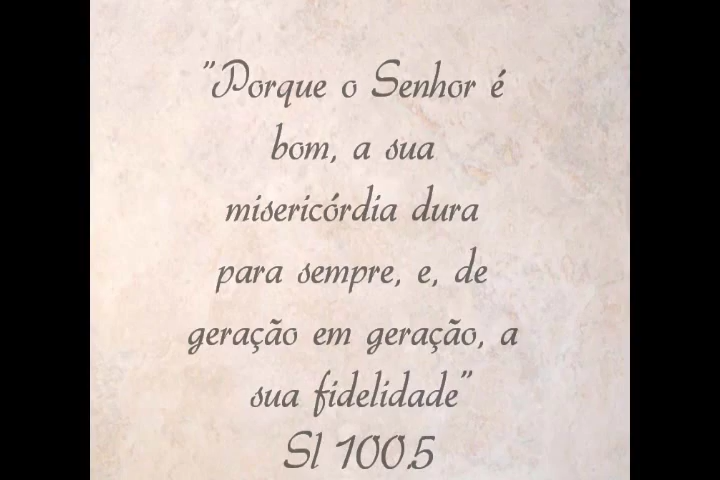 "Porque o Senhor é
bom, a sua
misericórdia dura
para sempre, e, de
geração em geração, a
sua fidelidade"
Sl 100.5